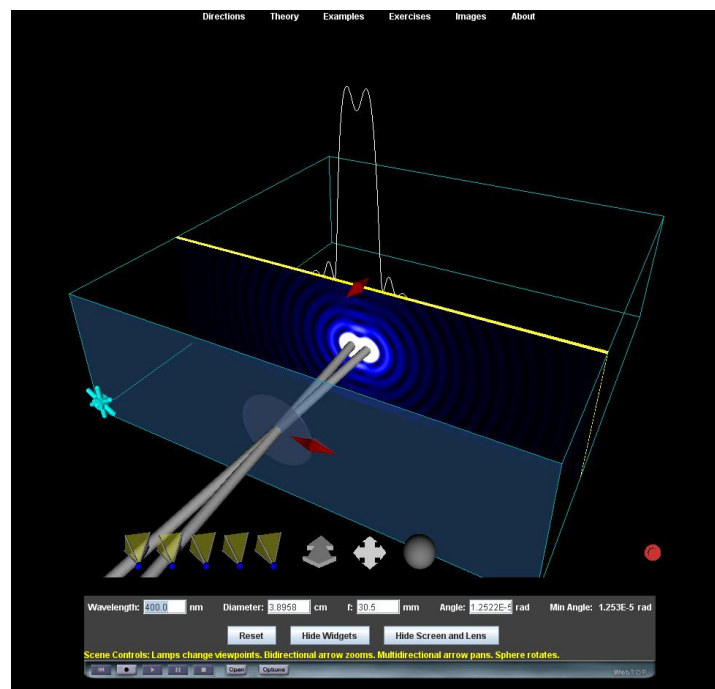 Directions Theory Examples Exercises Images About
Wavelength: 400.0 nm Diameter: 3.8958 cm f: 30.5 mm Angle: 1.2522E-5 rad Min Angle: 1.253E-5 rad
Reset Hide Widgets Hide Screen and Lens
Scene Controls: Lamps change viewpoints. Bidirectional arrow zooms. Multidirectional arrow pans. Sphere rotates.
Open Options WebTOP